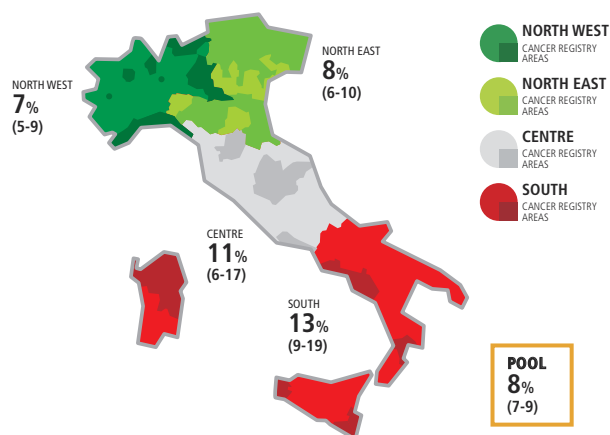 NORTH WEST
7%
(5-9)
NORTH EAST
8%
(6-10)
CENTRE
11%
(6-17)
SOUTH
13%
(9-19)
NORTH WEST
CANCER REGISTRY
AREAS
NORTH EAST
CANCER REGISTRY
AREAS
CENTRE
CANCER REGISTRY
AREAS
SOUTH
CANCER REGISTRY
AREAS
POOL
8%
(7-9)